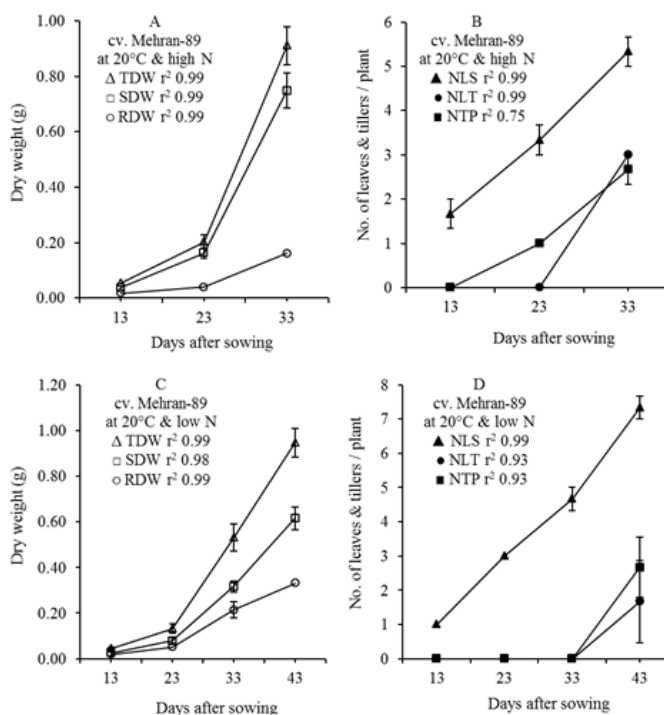 A
cv. Mehran-89
at 20°C & high N
TDW r² 0.99
SDW r² 0.99
RDW r² 0.99
Dry weight (g)
1.00
0.80
0.60
0.40
0.20
0.00
13 23 33
Days after sowing
B
cv. Mehran-89
at 20°C & high N
NLS r² 0.99
NLT r² 0.99
NTP r² 0.75
No. of leaves & tillers / plant
6
5
4
3
2
1
0
13 23 33
Days after sowing
C
cv. Mehran-89
at 20°C & low N
TDW r² 0.99
SDW r² 0.98
RDW r² 0.99
Dry weight (g)
1.20
1.00
0.80
0.60
0.40
0.20
0.00
13 23 33 43
Days after sowing
D
cv. Mehran-89
at 20°C & low N
NLS r² 0.99
NLT r² 0.93
NTP r² 0.93
No. of leaves & tillers / plant
8
7
6
5
4
3
2
1
0
13 23 33 43
Days after sowing